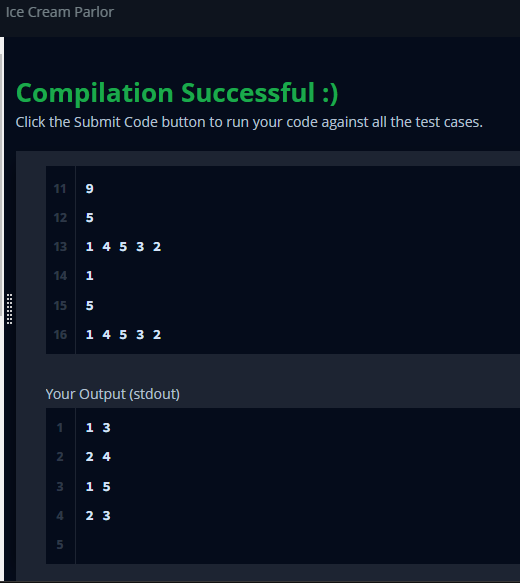 Ice Cream Parlor
Compilation Successful :)
Click the Submit Code button to run your code against all the test cases.
11 9
12 5
13 1 4 5 3 2
14 1
15 5
16 1 4 5 3 2
Your Output (stdout)
1 1 3
2 2 4
3 1 5
4 2 3
5